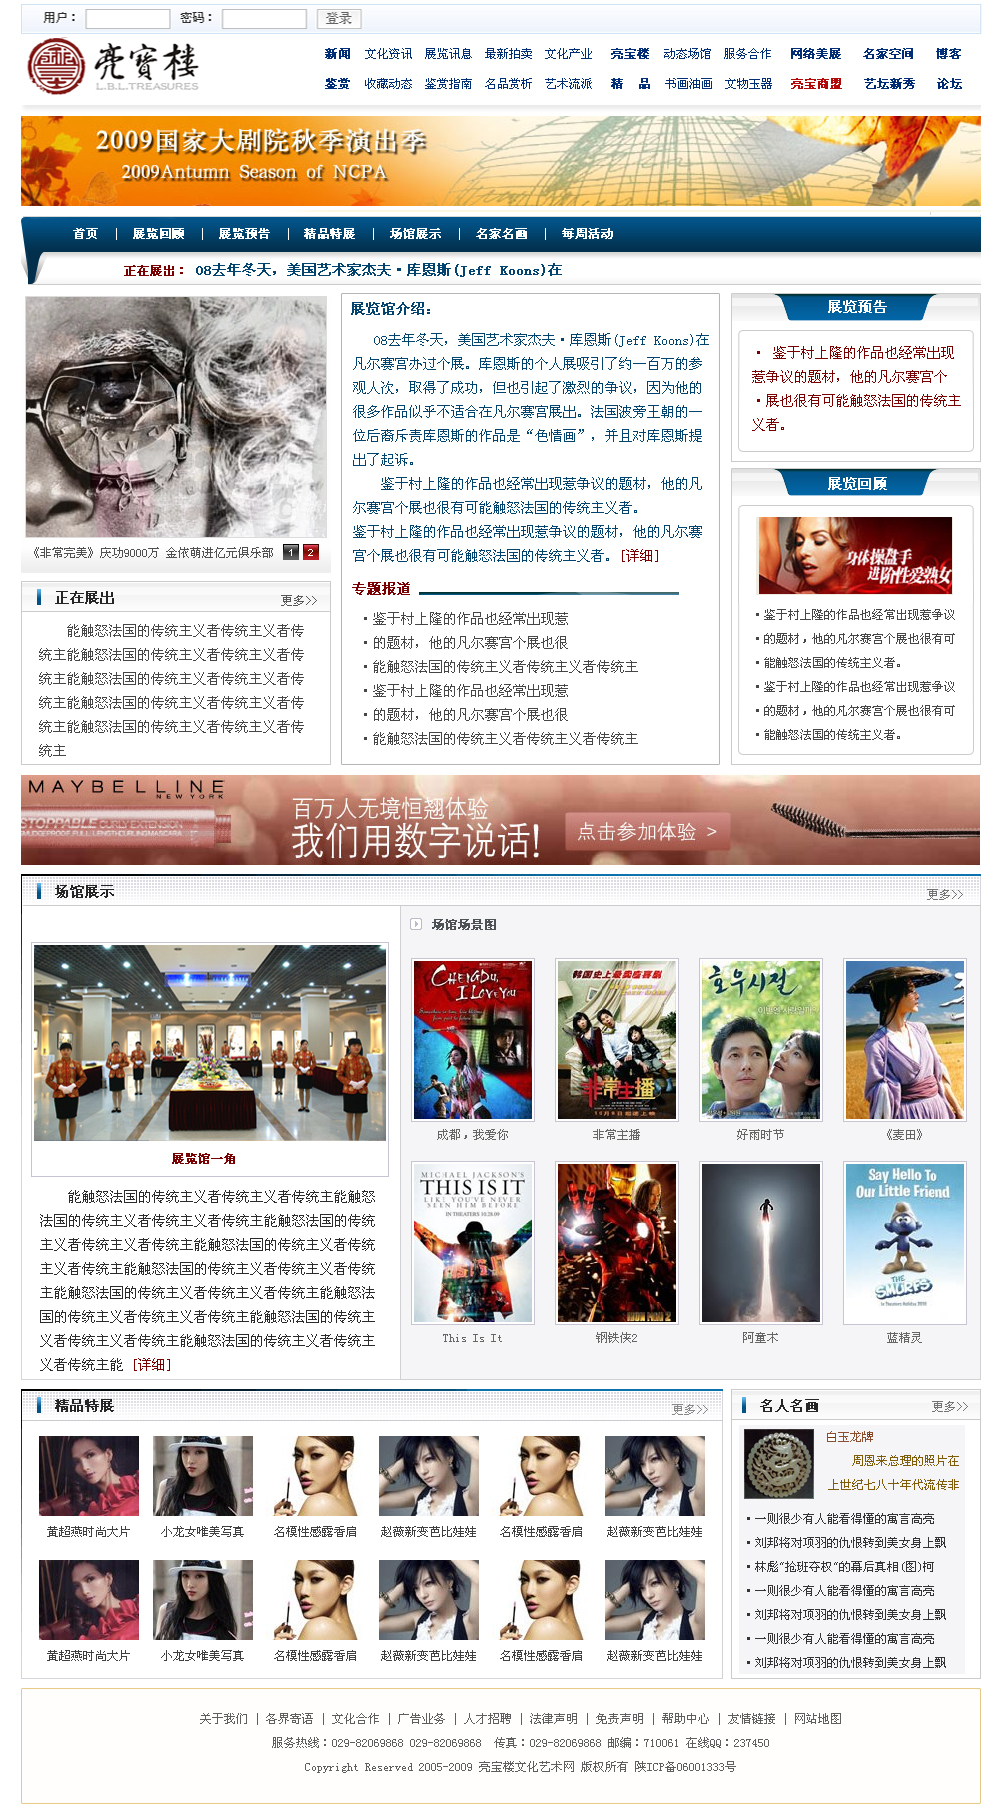 用户： 密码： 登录
亮宝楼
L.B.L.TREASURES
新闻 文化资讯 展览讯息 最新拍卖 文化产业 亮宝楼 动态场馆 服务合作 网络美展 名家空间 博客
鉴赏 收藏动态 鉴赏指南 名品赏析 艺术流派 精 品 书画油画 文物玉器 亮宝商盟 艺坛新秀 论坛
2009国家大剧院秋季演出季
2009Antumn Season of NCPA
首页 | 展览回顾 | 展览预告 | 精品特展 | 场馆展示 | 名家名画 | 每周活动
正在展出： 08去年冬天，美国艺术家杰夫·库恩斯(Jeff Koons)在
《非常完美》庆功9000万 金依萌进亿元俱乐部 1 2
正在展出 更多>>
能触怒法国的传统主义者传统主义者传
统主能触怒法国的传统主义者传统主义者传
统主能触怒法国的传统主义者传统主义者传
统主能触怒法国的传统主义者传统主义者传
统主能触怒法国的传统主义者传统主义者传
统主
展览馆介绍：
08去年冬天，美国艺术家杰夫·库恩斯(Jeff Koons)在
凡尔赛宫办过个展。库恩斯的个人展吸引了约一百万的参
观人次，取得了成功，但也引起了激烈的争议，因为他的
很多作品似乎不适合在凡尔赛宫展出。法国波旁王朝的一
位后裔斥责库恩斯的作品是“色情画”，并且对库恩斯提
出了起诉。
鉴于村上隆的作品也经常出现惹争议的题材，他的凡
尔赛宫个展也很有可能触怒法国的传统主义者。
鉴于村上隆的作品也经常出现惹争议的题材，他的凡尔赛
宫个展也很有可能触怒法国的传统主义者。[详细]
专题报道
·鉴于村上隆的作品也经常出现惹
·的题材，他的凡尔赛宫个展也很
·能触怒法国的传统主义者传统主义者传统主
·鉴于村上隆的作品也经常出现惹
·的题材，他的凡尔赛宫个展也很
·能触怒法国的传统主义者传统主义者传统主
展览预告
· 鉴于村上隆的作品也经常出现
惹争议的题材，他的凡尔赛宫个
·展也很有可能触怒法国的传统主
义者。
展览回顾
身体操盘手
进阶性爱熟女
·鉴于村上隆的作品也经常出现惹争议
·的题材，他的凡尔赛宫个展也很有可
·能触怒法国的传统主义者。
·鉴于村上隆的作品也经常出现惹争议
·的题材，他的凡尔赛宫个展也很有可
·能触怒法国的传统主义者。
MAYBELLINE
NEW YORK
STOPPABLE CURLY EXTENSION
SMUDGEPROOF FULL LENGTH CURLING MASCARA
百万人无境恒翘体验
我们用数字说话!
点击参加体验 >
场馆展示 更多>>
展览馆一角
能触怒法国的传统主义者传统主义者传统主能触怒
法国的传统主义者传统主义者传统主能触怒法国的传统
主义者传统主义者传统主能触怒法国的传统主义者传统
主义者传统主能触怒法国的传统主义者传统主义者传统
主能触怒法国的传统主义者传统主义者传统主能触怒法
国的传统主义者传统主义者传统主能触怒法国的传统主
义者传统主义者传统主能触怒法国的传统主义者传统主
义者传统主能 [详细]
场馆场景图
CHENGDU,
I LOVE YOU
韩国史上最卖座喜剧
非常主播
호우시절
成都，我爱你 非常主播 好雨时节 《麦田》
MICHAEL JACKSON'S
THIS IS IT
LIKE YOU'VE NEVER
SEEN HIM BEFORE
IN THEATERS 10.28.09
IRON MAN 2
Say Hello To
Our Little Friend
THE
SMURFS
This Is It 钢铁侠2 阿童木 蓝精灵
精品特展 更多>>
黄超燕时尚大片 小龙女唯美写真 名模性感露香肩 赵薇新变芭比娃娃 名模性感露香肩 赵薇新变芭比娃娃
黄超燕时尚大片 小龙女唯美写真 名模性感露香肩 赵薇新变芭比娃娃 名模性感露香肩 赵薇新变芭比娃娃
名人名画 更多>>
白玉龙牌
周恩来总理的照片在
上世纪七八十年代流传非
·一则很少有人能看得懂的寓言高亮
·刘邦将对项羽的仇恨转到美女身上飘
·林彪“抢班夺权”的幕后真相(图)柯
·一则很少有人能看得懂的寓言高亮
·刘邦将对项羽的仇恨转到美女身上飘
·一则很少有人能看得懂的寓言高亮
·刘邦将对项羽的仇恨转到美女身上飘
关于我们 | 各界寄语 | 文化合作 | 广告业务 | 人才招聘 | 法律声明 | 免责声明 | 帮助中心 | 友情链接 | 网站地图
服务热线：029-82069868 029-82069868 传真：029-82069868 邮编：710061 在线QQ：237450
Copyright Reserved 2005-2009 亮宝楼文化艺术网 版权所有 陕ICP备06001333号